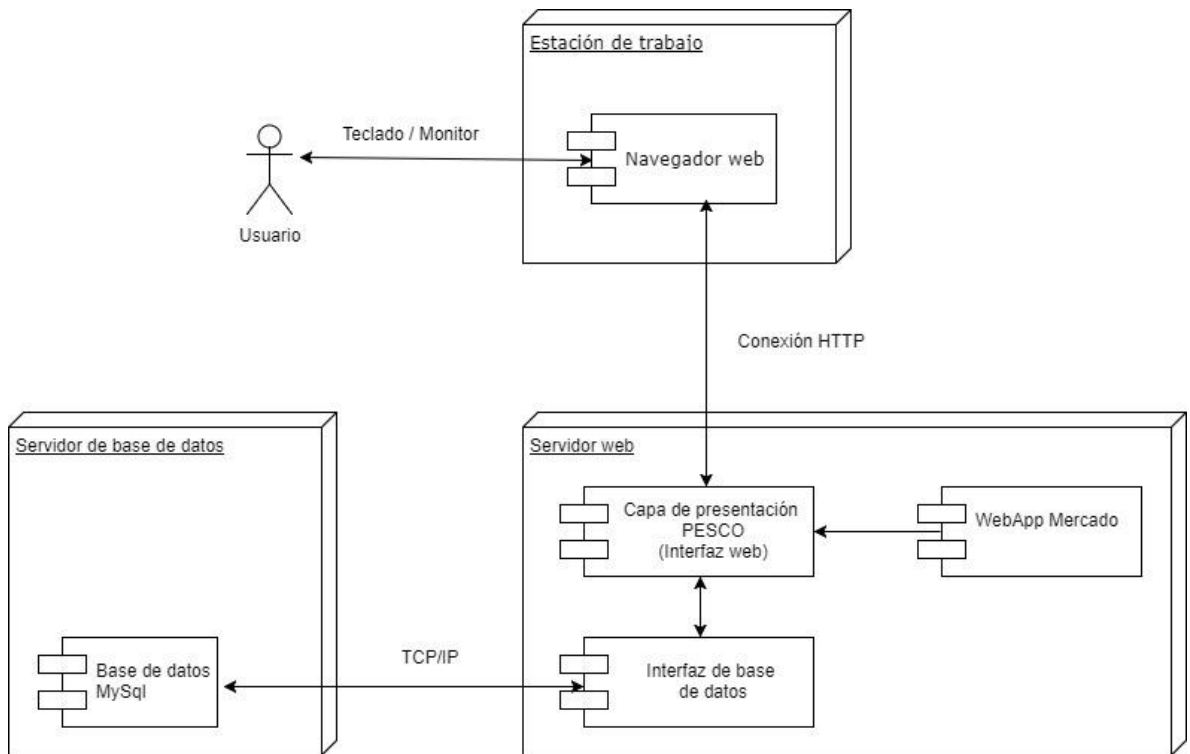 Estación de trabajo
Teclado / Monitor
Navegador web
Usuario
Conexión HTTP
Servidor de base de datos
Servidor web
Capa de presentación
PESCO
(Interfaz web)
WebApp Mercado
TCP/IP
Base de datos
MySql
Interfaz de base
de datos